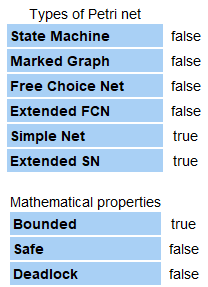 Types of Petri net
State Machine false
Marked Graph false
Free Choice Net false
Extended FCN false
Simple Net true
Extended SN true
Mathematical properties
Bounded true
Safe false
Deadlock false